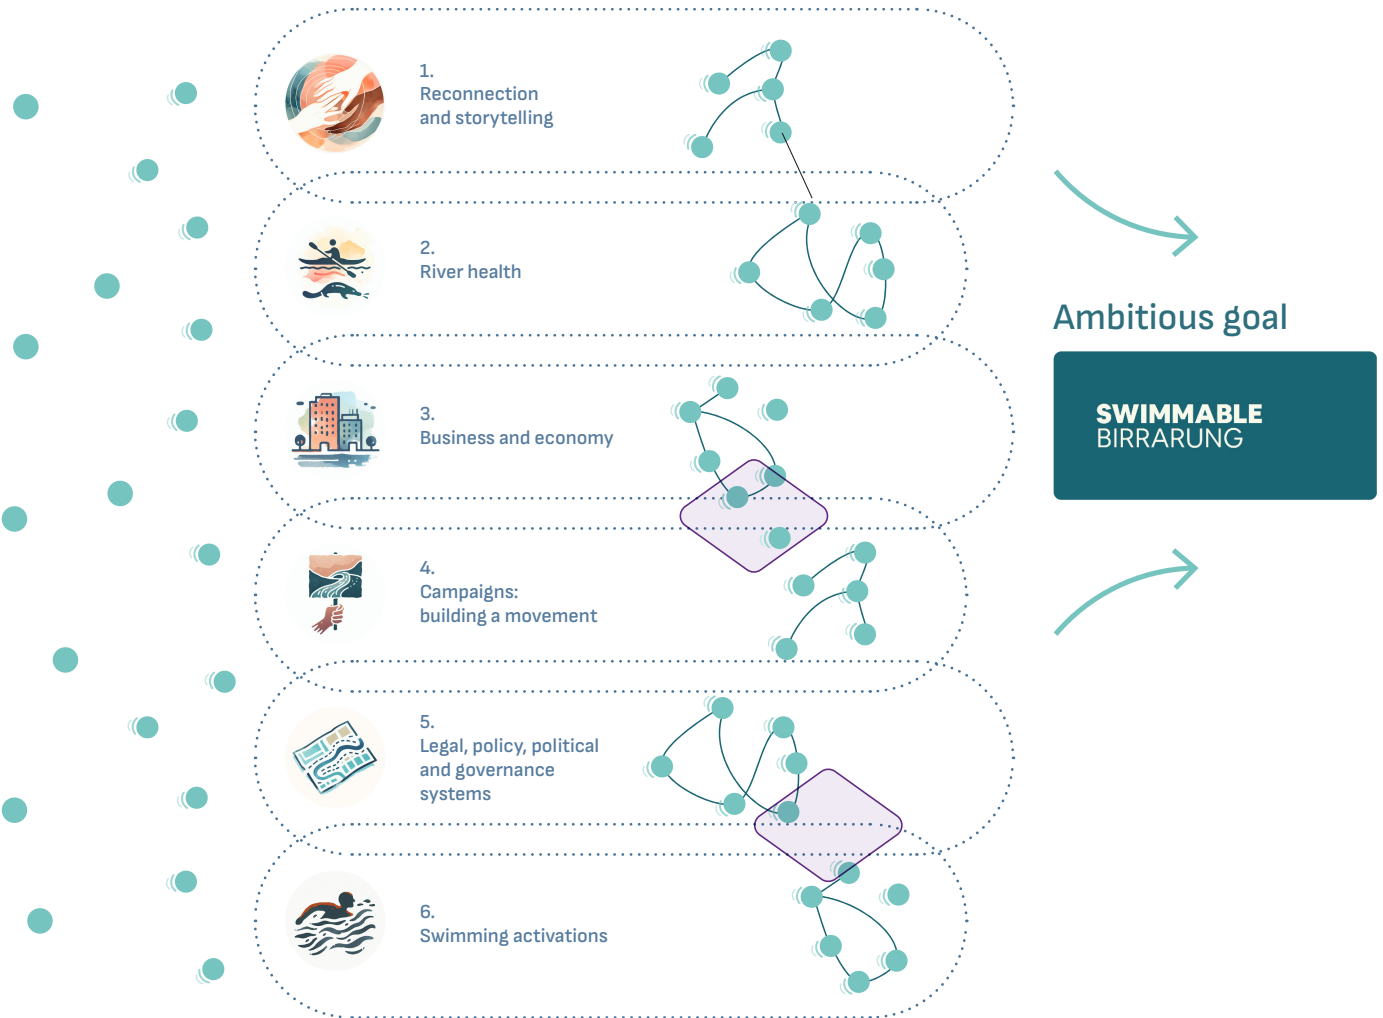 1.
Reconnection
and storytelling
2.
River health
3.
Business and economy
4.
Campaigns:
building a movement
5.
Legal, policy, political
and governance
systems
6.
Swimming activations
Ambitious goal
SWIMMABLE
BIRRARUNG